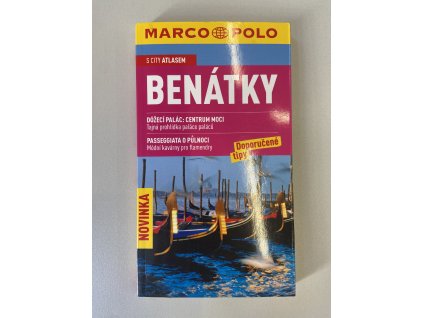 MARCO POLO
S CITY ATLASEM
BENÁTKY
DÓŽECÍ PALÁC: CENTRUM MOCI
Tajná prohlídka paláce paláců
PASSEGGIATA O PŮLNOCI
Módní kavárny pro flamendry
Doporučené
tipy
NOVINKA